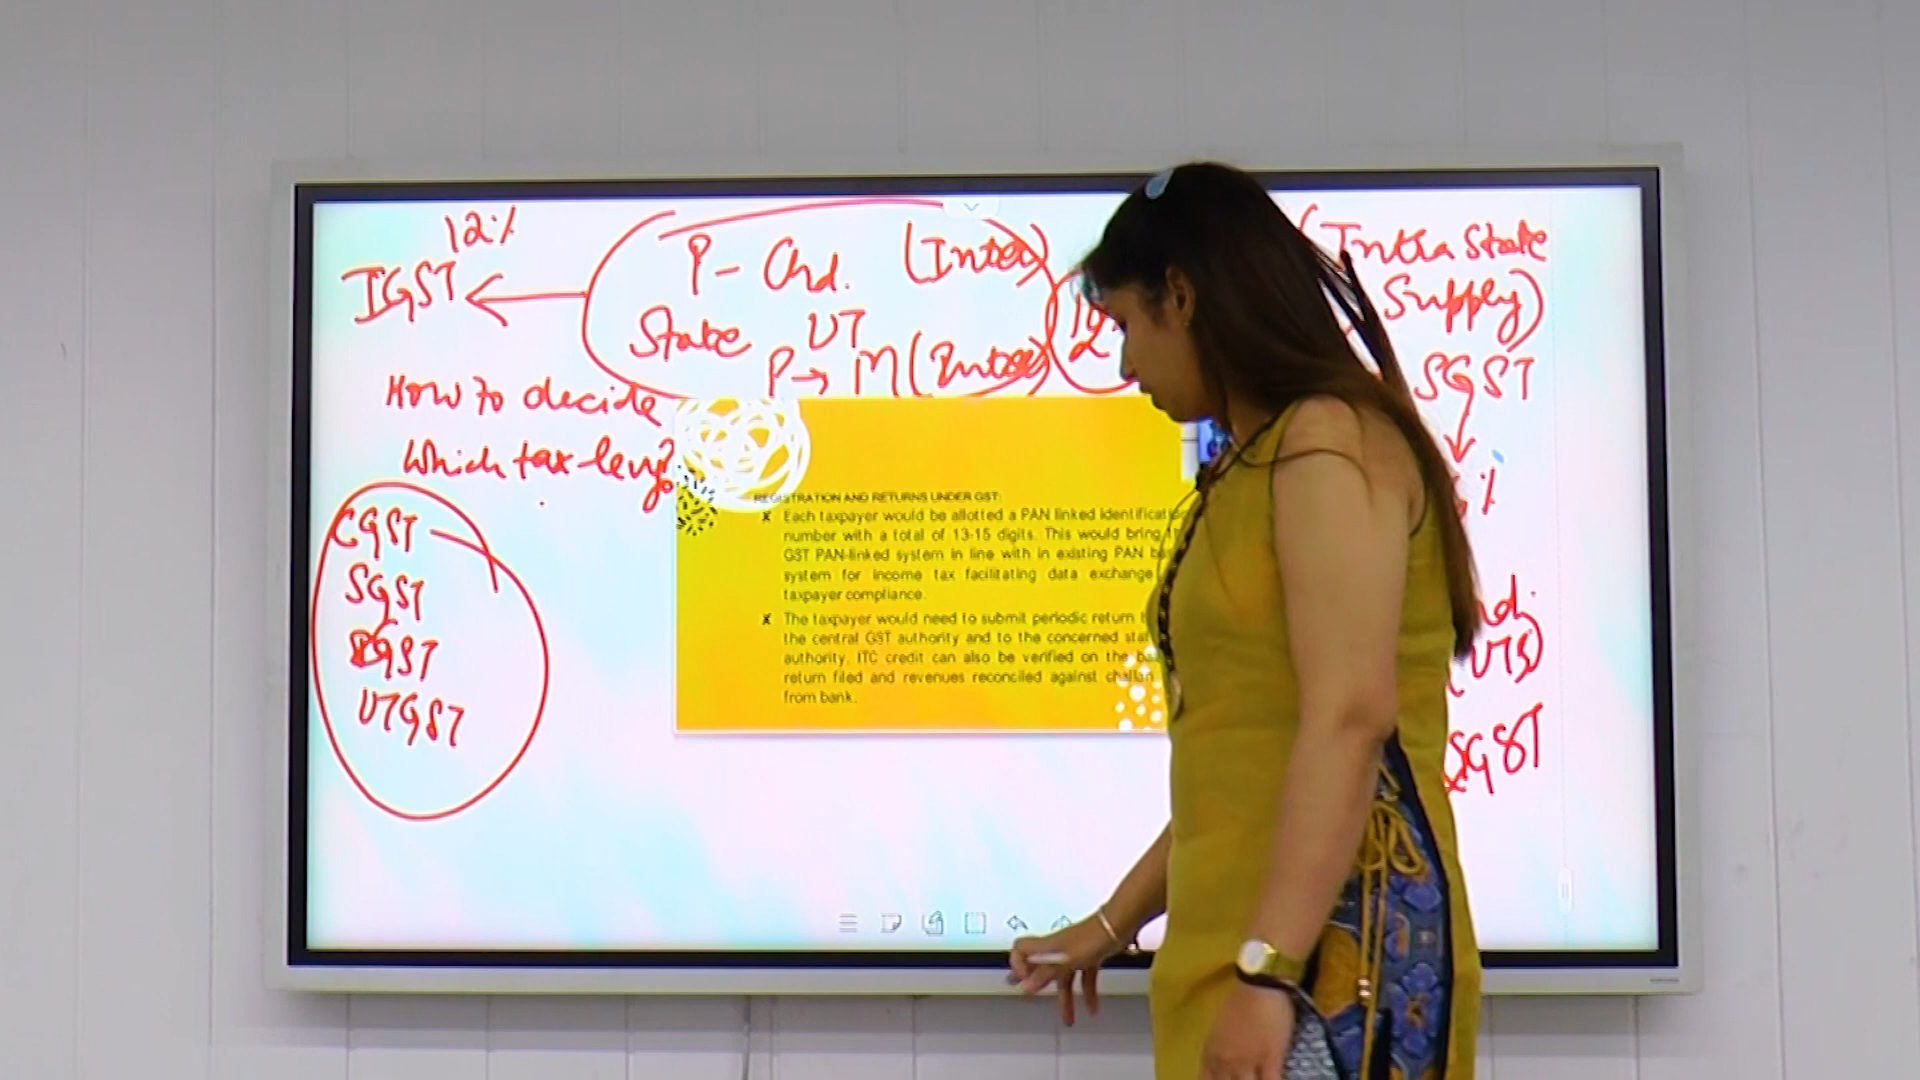 12%
IGST
P - Chd. (Inter)
State UT
P → M (Inter)
(Intra State
Supply)
SGST
%
How to decide
Which tax levy?
CGST
SGST
IGST
UTGST
REGISTRATION AND RETURNS UNDER GST:
x Each taxpayer would be allotted a PAN linked identification
number with a total of 13-15 digits. This would bring
GST PAN-linked system in line with in existing PAN
system for income tax facilitating data exchange
taxpayer compliance.
x The taxpayer would need to submit periodic return
the central GST authority and to the concerned
authority. ITC credit can also be verified on the
return filed and revenues reconciled against challan
from bank.